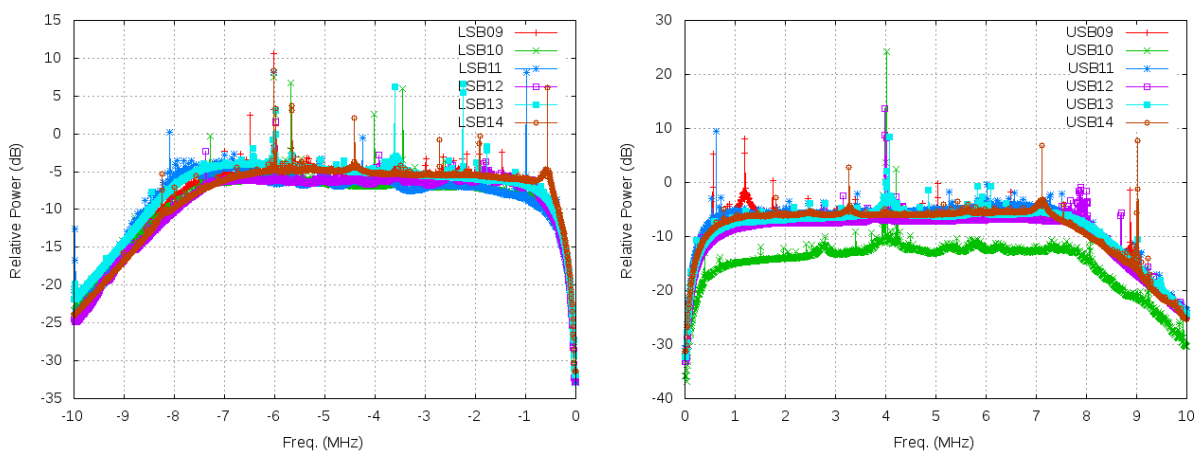 15
10
5
0
-5
-10
-15
-20
-25
-30
-35
Relative Power (dB)
-10 -9 -8 -7 -6 -5 -4 -3 -2 -1 0
Freq. (MHz)
LSB09
LSB10
LSB11
LSB12
LSB13
LSB14
30
20
10
0
-10
-20
-30
-40
Relative Power (dB)
0 1 2 3 4 5 6 7 8 9 10
Freq. (MHz)
USB09
USB10
USB11
USB12
USB13
USB14